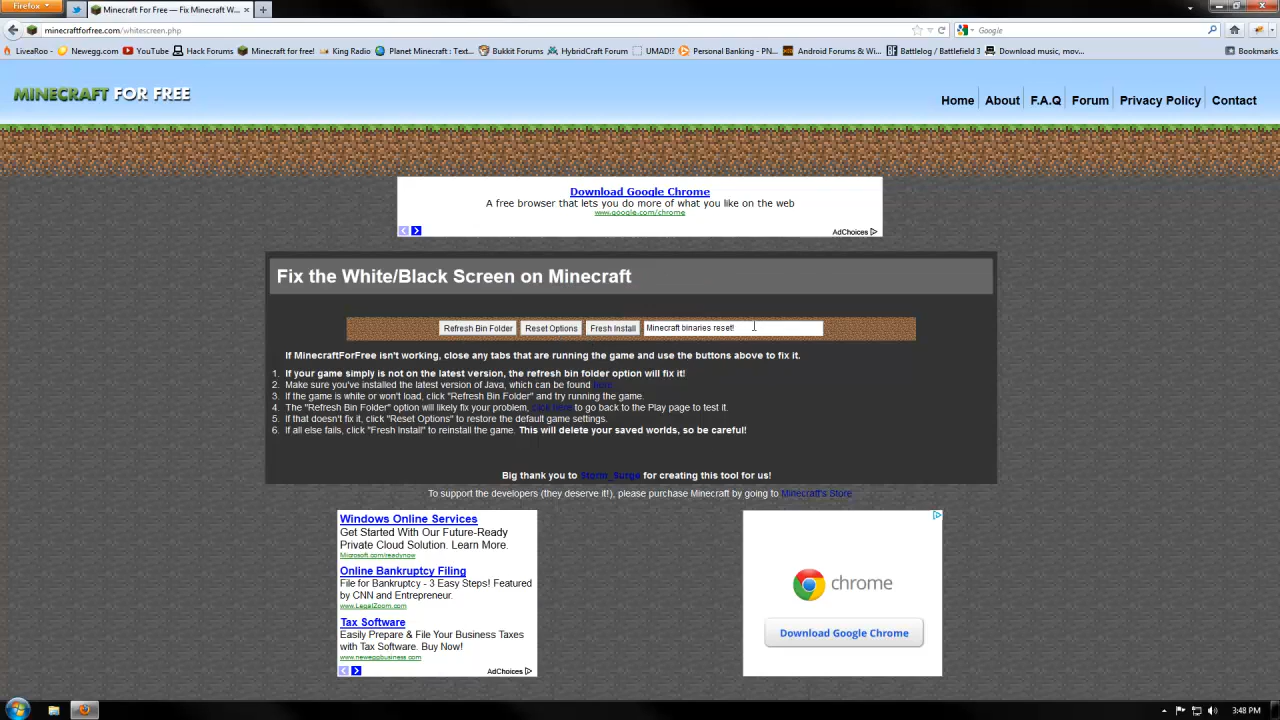 Firefox
Minecraft For Free — Fix Minecraft W...
minecraftforfree.com/whitescreen.php
Google
LiveaRoo
Newegg.com
YouTube
Hack Forums
Minecraft for free!
King Radio
Planet Minecraft : Text...
Bukkit Forums
HybridCraft Forum
UMAD!?
Personal Banking - PN...
Android Forums & Wi...
Battlelog / Battlefield 3
Download music, mov...
Bookmarks
MINECRAFT FOR FREE
Home
About
F.A.Q
Forum
Privacy Policy
Contact
Download Google Chrome
A free browser that lets you do more of what you like on the web
www.google.com/chrome
AdChoices
Fix the White/Black Screen on Minecraft
Refresh Bin Folder
Reset Options
Fresh Install
Minecraft binaries reset!
If MinecraftForFree isn't working, close any tabs that are running the game and use the buttons above to fix it.
1. If your game simply is not on the latest version, the refresh bin folder option will fix it!
2. Make sure you've installed the latest version of Java, which can be found here.
3. If the game is white or won't load, click "Refresh Bin Folder" and try running the game.
4. The "Refresh Bin Folder" option will likely fix your problem, click here to go back to the Play page to test it.
5. If that doesn't fix it, click "Reset Options" to restore the default game settings.
6. If all else fails, click "Fresh Install" to reinstall the game. This will delete your saved worlds, so be careful!
Big thank you to Storm_Surge for creating this tool for us!
To support the developers (they deserve it!), please purchase Minecraft by going to Minecraft's Store
Windows Online Services
Get Started With Our Future-Ready
Private Cloud Solution. Learn More.
Microsoft.com/readynow
Online Bankruptcy Filing
File for Bankruptcy - 3 Easy Steps! Featured
by CNN and Entrepreneur.
www.LegalZoom.com
Tax Software
Easily Prepare & File Your Business Taxes
with Tax Software. Buy Now!
www.neweggbusiness.com
AdChoices
chrome
Download Google Chrome
3:48 PM